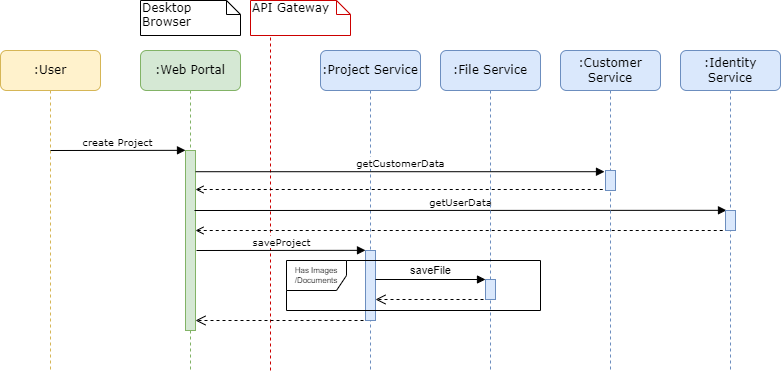 Desktop
Browser
API Gateway
:User
:Web Portal
:Project Service
:File Service
:Customer
Service
:Identity
Service
create Project
getCustomerData
getUserData
saveProject
Has Images
/Documents
saveFile